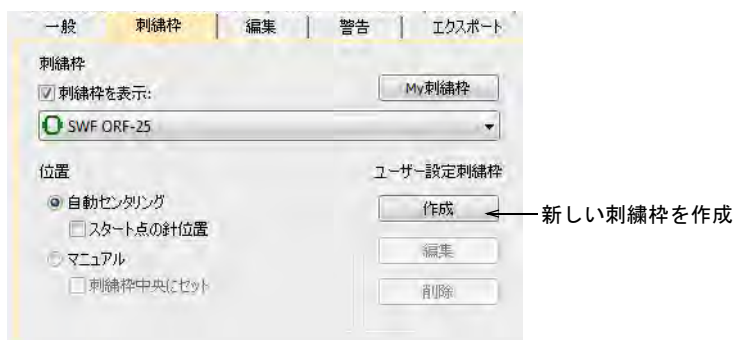 一般 刺繍枠 編集 警告 エクスポート
刺繍枠
刺繍枠を表示:
My刺繍枠
SWF ORF-25
位置
ユーザー設定刺繍枠
自動センタリング
作成
新しい刺繍枠を作成
スタート点の針位置
マニュアル
編集
刺繍枠中央にセット
削除